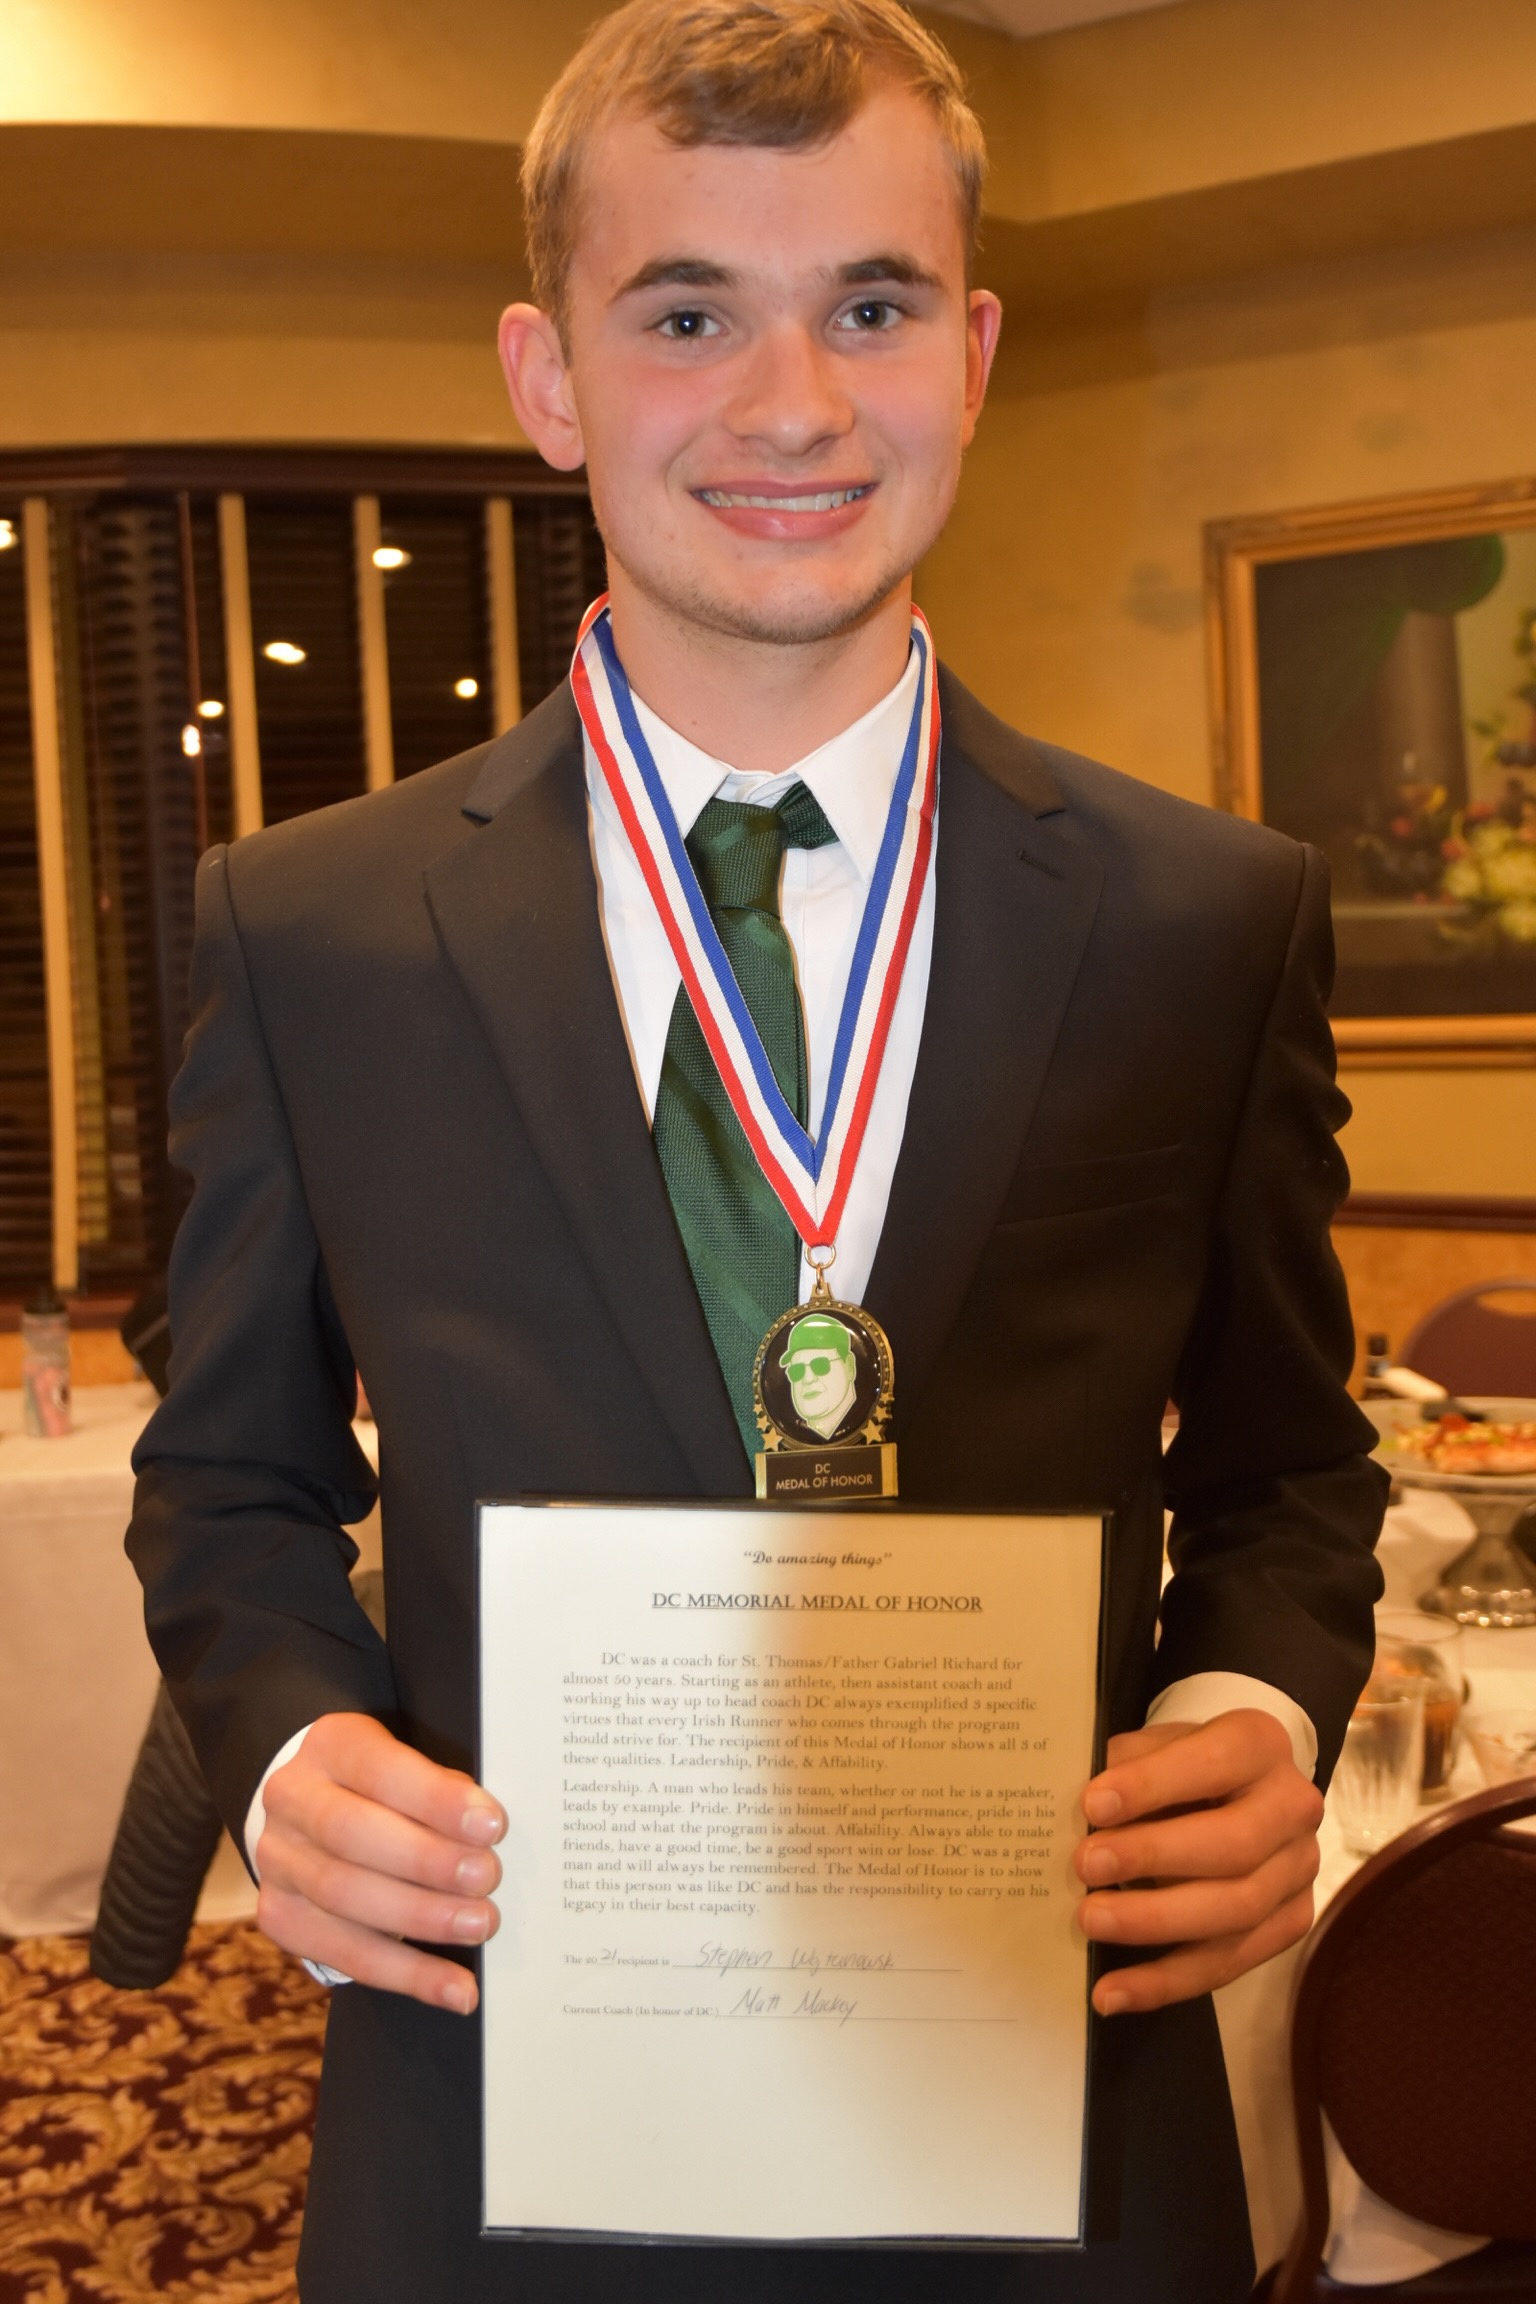 DC
MEDAL OF HONOR
"Do amazing things"
DC MEMORIAL MEDAL OF HONOR
DC was a coach for St. Thomas/Father Gabriel Richard for
almost 50 years. Starting as an athlete, then assistant coach and
working his way up to head coach DC always exemplified 3 specific
virtues that every Irish Runner who comes through the program
should strive for. The recipient of this Medal of Honor shows all 3 of
these qualities. Leadership, Pride, & Affability.
Leadership. A man who leads his team, whether or not he is a speaker,
leads by example. Pride. Pride in himself and performance, pride in his
school and what the program is about. Affability. Always able to make
friends, have a good time, be a good sport win or lose. DC was a great
man and will always be remembered. The Medal of Honor is to show
that this person was like DC and has the responsibility to carry on his
legacy in their best capacity.
The 2021 recipient is Stephen
Current Coach (In honor of DC) Matt Mackey